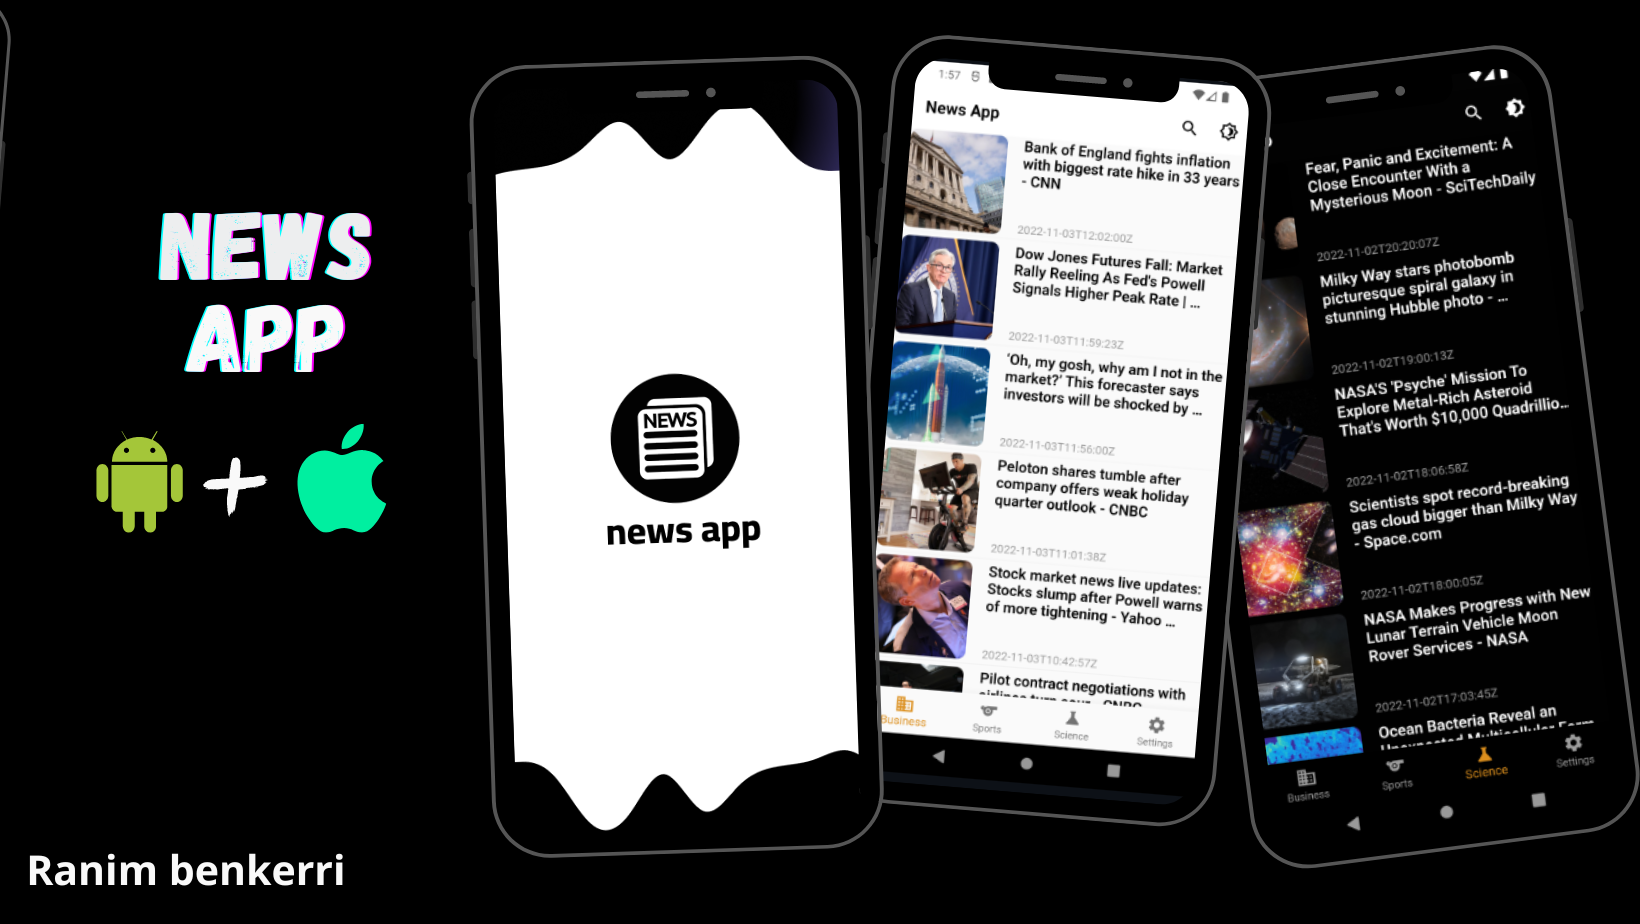 NEWS
APP
Ranim benkerri
NEWS
news app
1:57
News App
Bank of England fights inflation
with biggest rate hike in 33 years
- CNN
2022-11-03T12:02:00Z
Dow Jones Futures Fall: Market
Rally Reeling As Fed's Powell
Signals Higher Peak Rate | ...
2022-11-03T11:59:23Z
'Oh, my gosh, why am I not in the
market?' This forecaster says
investors will be shocked by ...
2022-11-03T11:56:00Z
Peloton shares tumble after
company offers weak holiday
quarter outlook - CNBC
2022-11-03T11:01:38Z
Stock market news live updates:
Stocks slump after Powell warns
of more tightening - Yahoo ...
2022-11-03T10:42:57Z
Pilot contract negotiations with
airlines turn sour - CNBC
Business
Sports
Science
Settings
Fear, Panic and Excitement: A
Close Encounter With a
Mysterious Moon - SciTechDaily
2022-11-02T20:20:07Z
Milky Way stars photobomb
picturesque spiral galaxy in
stunning Hubble photo - ...
2022-11-02T19:00:13Z
NASA'S 'Psyche' Mission To
Explore Metal-Rich Asteroid
That's Worth $10,000 Quadrillio...
2022-11-02T18:06:58Z
Scientists spot record-breaking
gas cloud bigger than Milky Way
- Space.com
2022-11-02T18:00:05Z
NASA Makes Progress with New
Lunar Terrain Vehicle Moon
Rover Services - NASA
2022-11-02T17:03:45Z
Ocean Bacteria Reveal an
Unexpected Multicellular Form
Business
Sports
Science
Settings